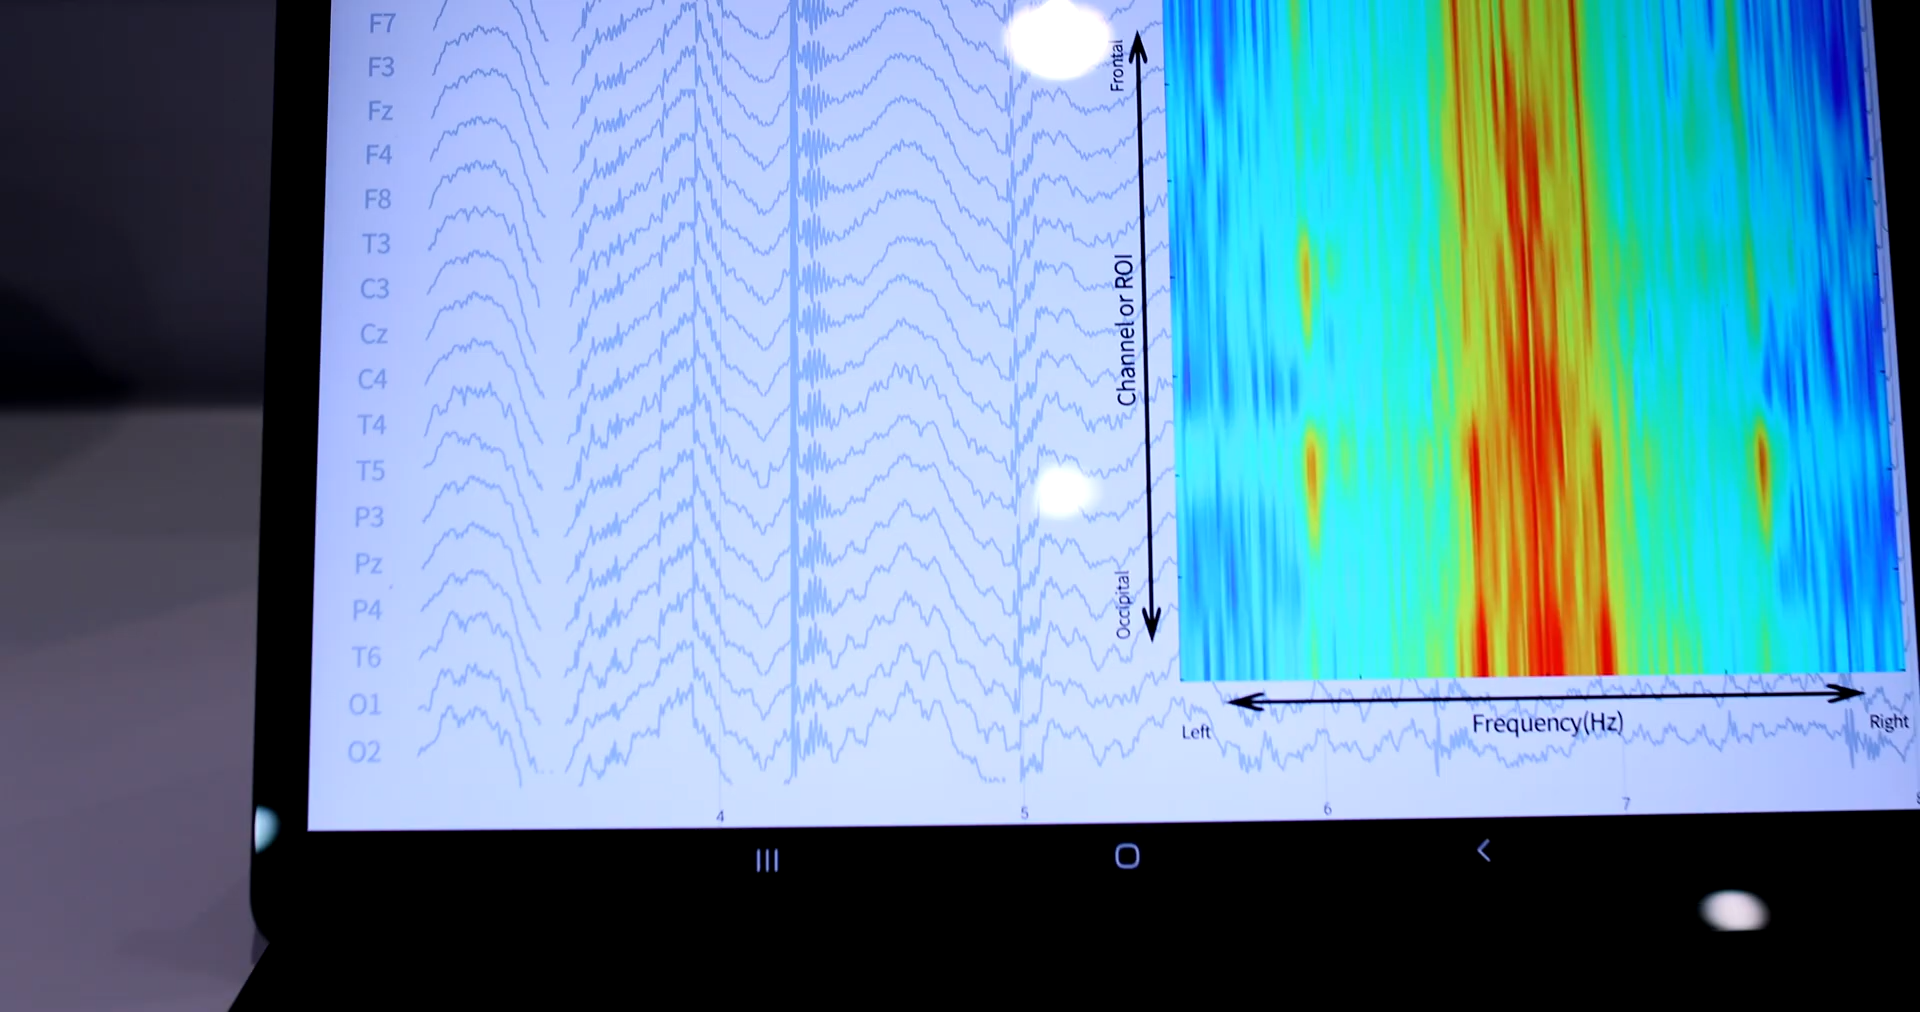 F7
F3
Fz
F4
F8
T3
C3
Cz
C4
T4
T5
P3
Pz
P4
T6
O1
O2
Frontal
Channel or ROI
Occipital
Left
Frequency(Hz)
Right
4
5
6
7